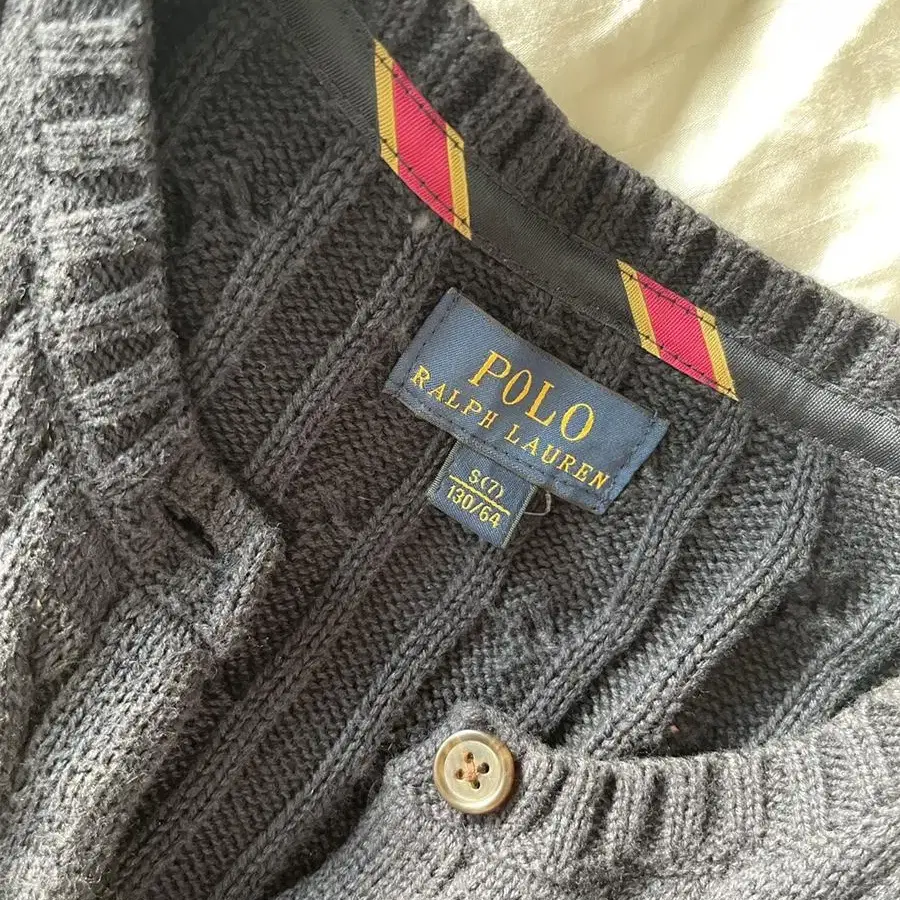 POLO
RALPH LAUREN
S(7)
130/64